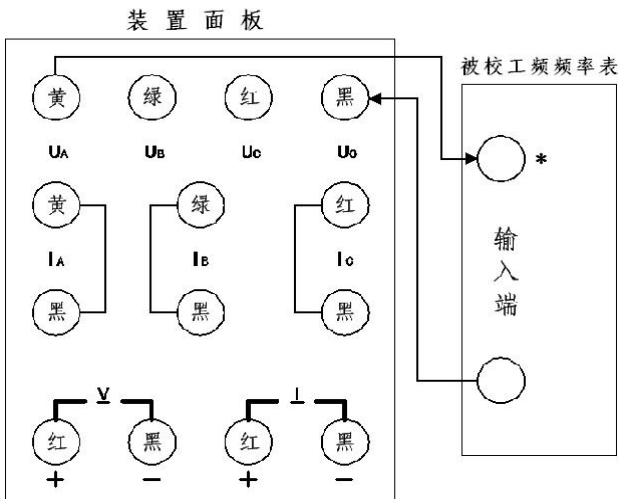 装置面板
被校工频频率表
黄 绿 红 黑
UA UB UC UO
*
黄 绿 红
输入端
IA IB IC
黑 黑 黑
V I
红 黑 红 黑
+ - + -